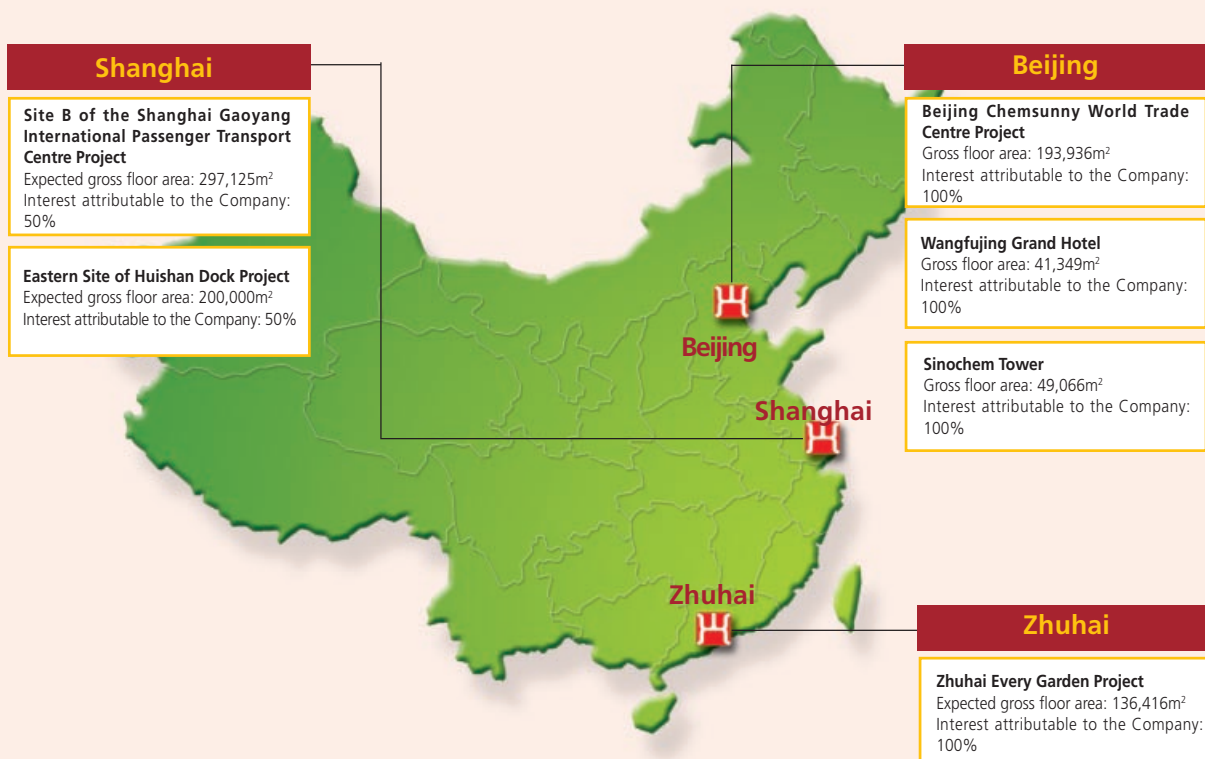 Shanghai
Site B of the Shanghai Gaoyang
International Passenger Transport
Centre Project
Expected gross floor area: 297,125m²
Interest attributable to the Company:
50%
Eastern Site of Huishan Dock Project
Expected gross floor area: 200,000m²
Interest attributable to the Company: 50%
Beijing
Beijing Chemsunny World Trade
Centre Project
Gross floor area: 193,936m²
Interest attributable to the Company:
100%
Wangfujing Grand Hotel
Gross floor area: 41,349m²
Interest attributable to the Company:
100%
Sinochem Tower
Gross floor area: 49,066m²
Interest attributable to the Company:
100%
Beijing
Shanghai
Zhuhai
Zhuhai
Zhuhai Every Garden Project
Expected gross floor area: 136,416m²
Interest attributable to the Company:
100%